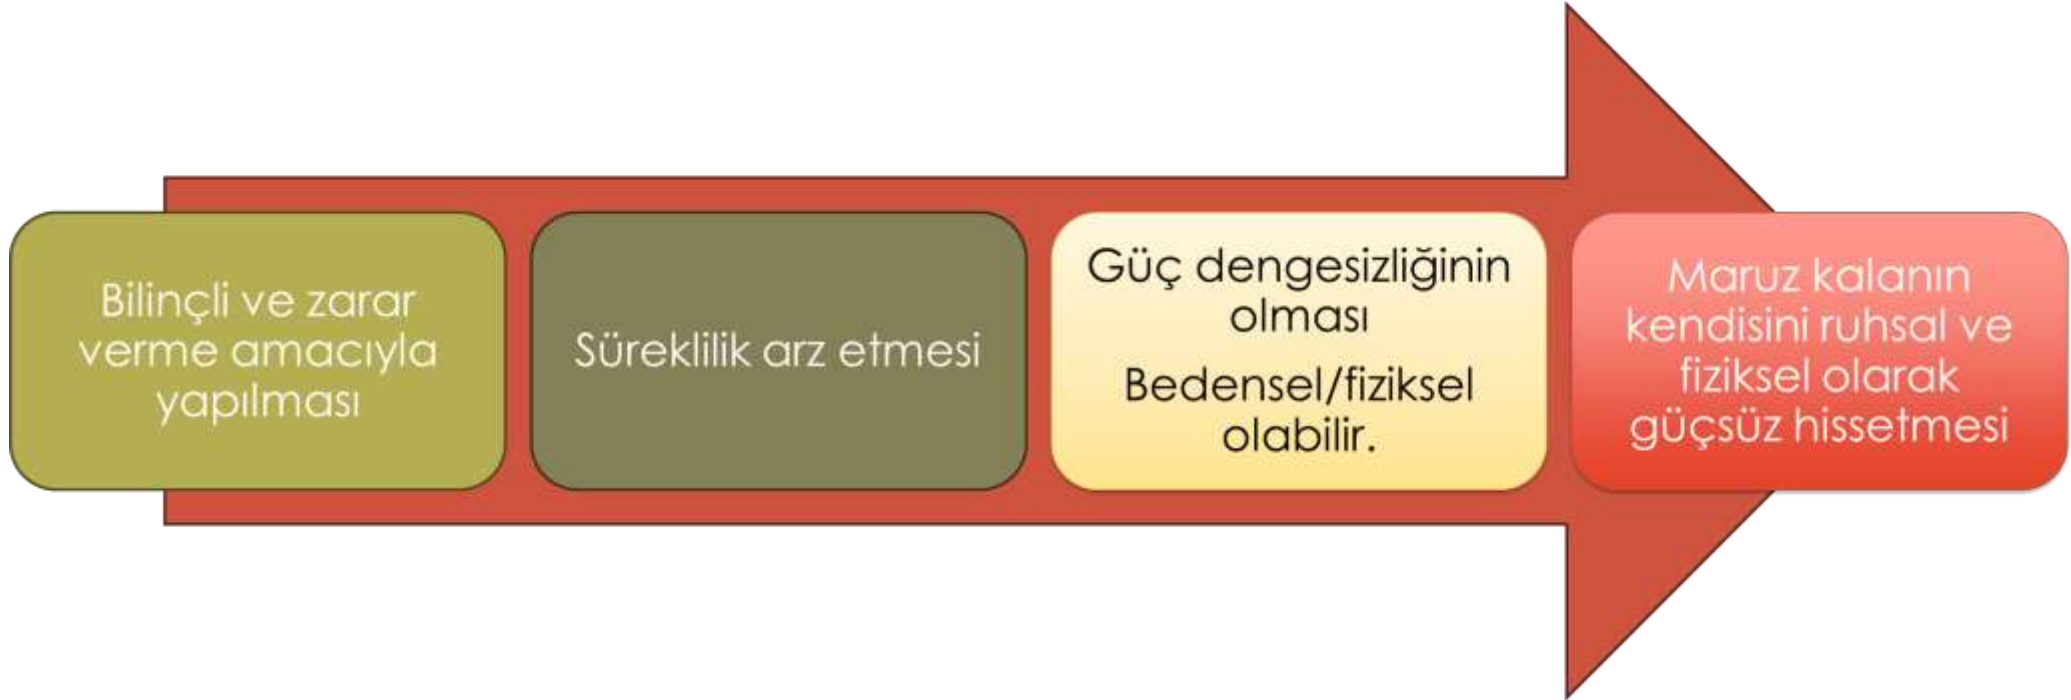 Bilinçli ve zarar
verme amacıyla
yapılması
Süreklilik arz etmesi
Güç dengesizliğinin
olması
Bedensel/fiziksel
olabilir.
Maruz kalanın
kendisini ruhsal ve
fiziksel olarak
güçsüz hissetmesi